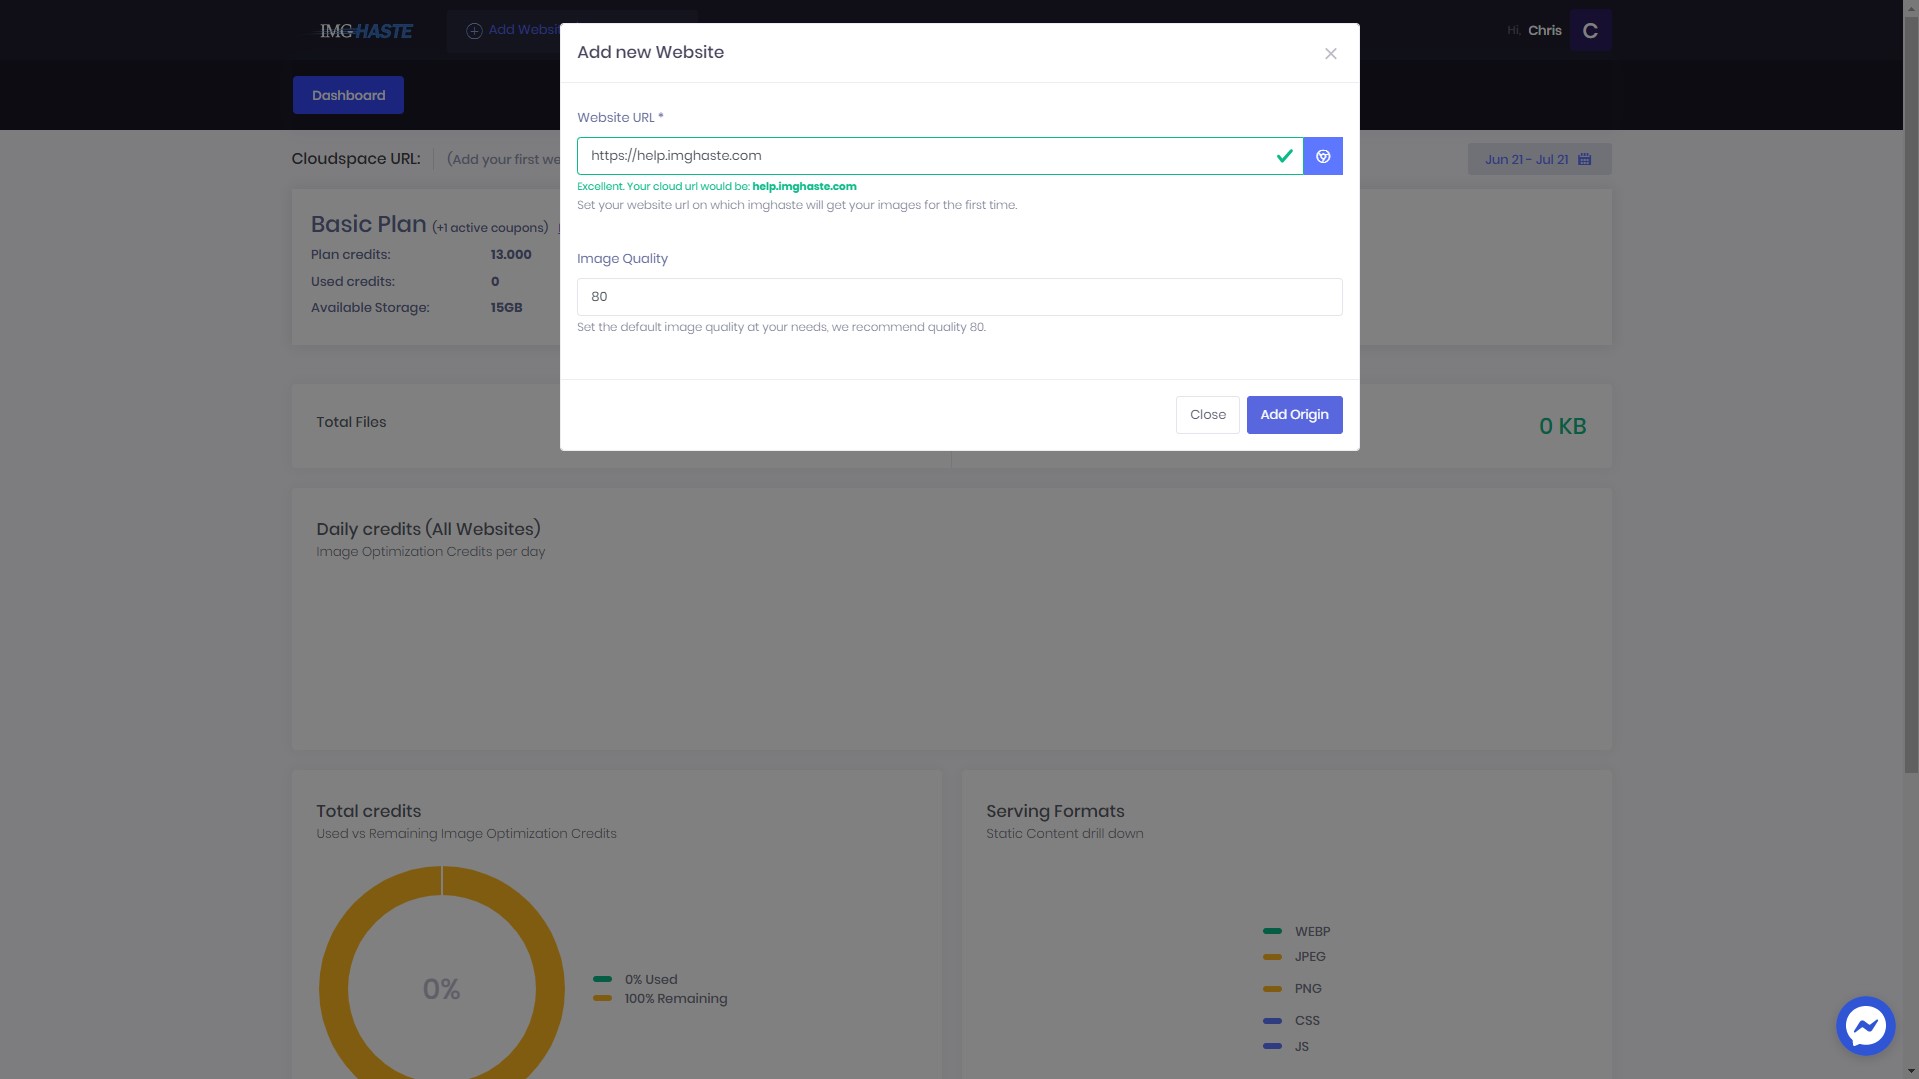 IMG HASTE
Add Websi
Hi, Chris
C
Dashboard
Add new Website
Website URL *
https://help.imghaste.com
Excellent. Your cloud url would be: help.imghaste.com
Set your website url on which imghaste will get your images for the first time.
Image Quality
80
Set the default image quality at your needs, we recommend quality 80.
Close
Add Origin
Cloudspace URL:
(Add your first we
Jun 21 - Jul 21
Basic Plan (+1 active coupons)
Plan credits: 13.000
Used credits: 0
Available Storage: 15GB
Total Files
0 KB
Daily credits (All Websites)
Image Optimization Credits per day
Total credits
Used vs Remaining Image Optimization Credits
0%
0% Used
100% Remaining
Serving Formats
Static Content drill down
WEBP
JPEG
PNG
CSS
JS